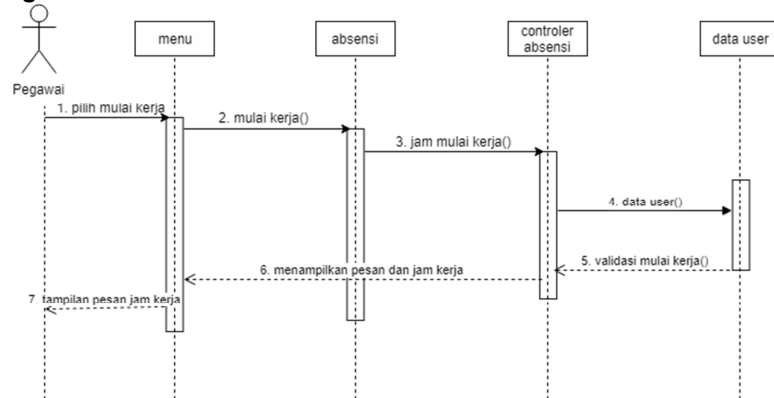 menu
absensi
controler
absensi
data user
Pegawai
1. pilih mulai kerja
2. mulai kerja()
3. jam mulai kerja()
4. data user()
5. validasi mulai kerja()
6. menampilkan pesan dan jam kerja
7. tampilan pesan jam kerja